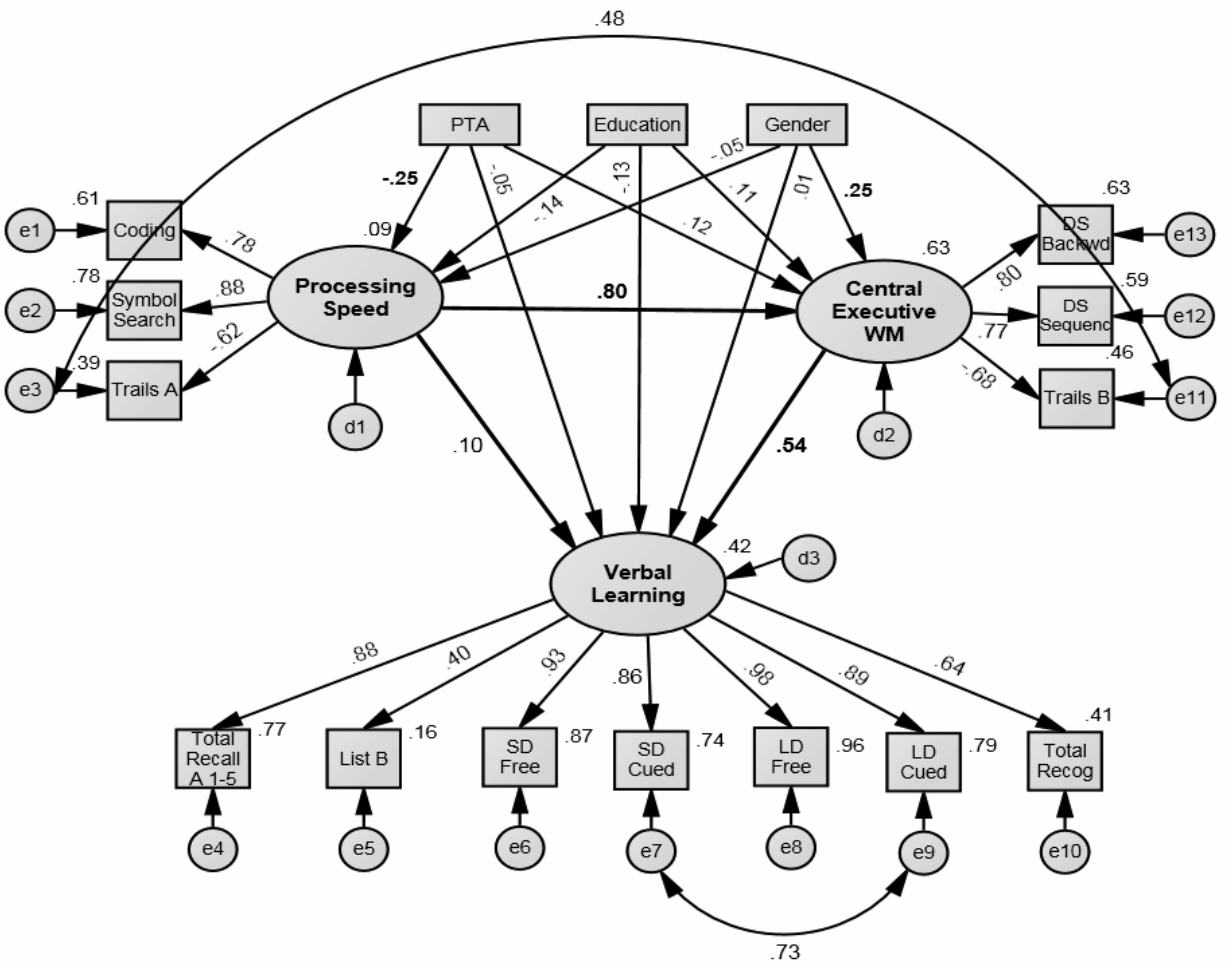 .48
PTA
Education
Gender
-.25
-.05
-.14
-.13
.12
.11
-.05
.01
.25
.61
e1
Coding
.78
.78
e2
Symbol
Search
.88
.39
e3
Trails A
-.62
.09
Processing
Speed
d1
.80
.63
Central
Executive
WM
d2
.63
DS
Backwd
e13
.80
.59
DS
Sequenc
e12
.77
.46
Trails B
e11
-.68
.10
.54
.42
Verbal
Learning
d3
.88
.40
.93
.86
.98
.89
.64
Total
Recall
A 1-5
.77
List B
.16
SD
Free
.87
SD
Cued
.74
LD
Free
.96
LD
Cued
.79
Total
Recog
.41
e4
e5
e6
e7
e8
e9
e10
.73